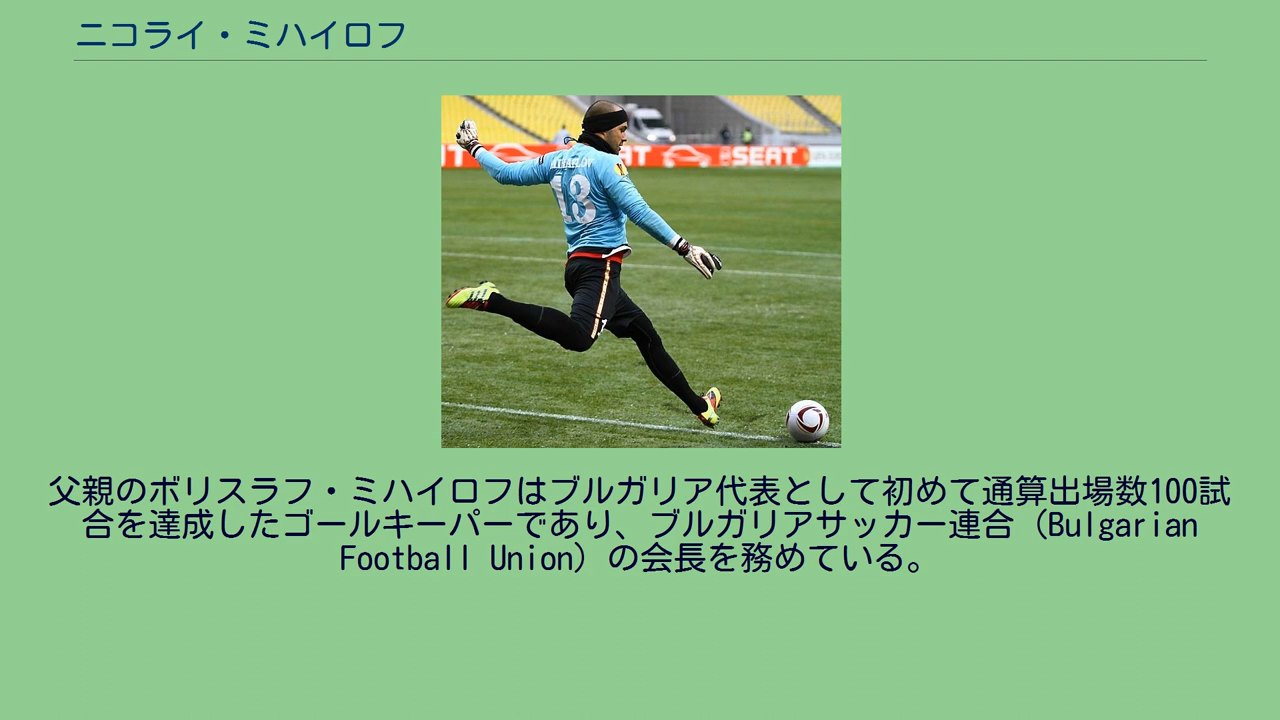 ニコライ・ミハイロフ
MIHAYLOV
13
SEAT
父親のボリスラフ・ミハイロフはブルガリア代表として初めて通算出場数100試
合を達成したゴールキーパーであり、ブルガリアサッカー連合（Bulgarian
Football Union）の会長を務めている。